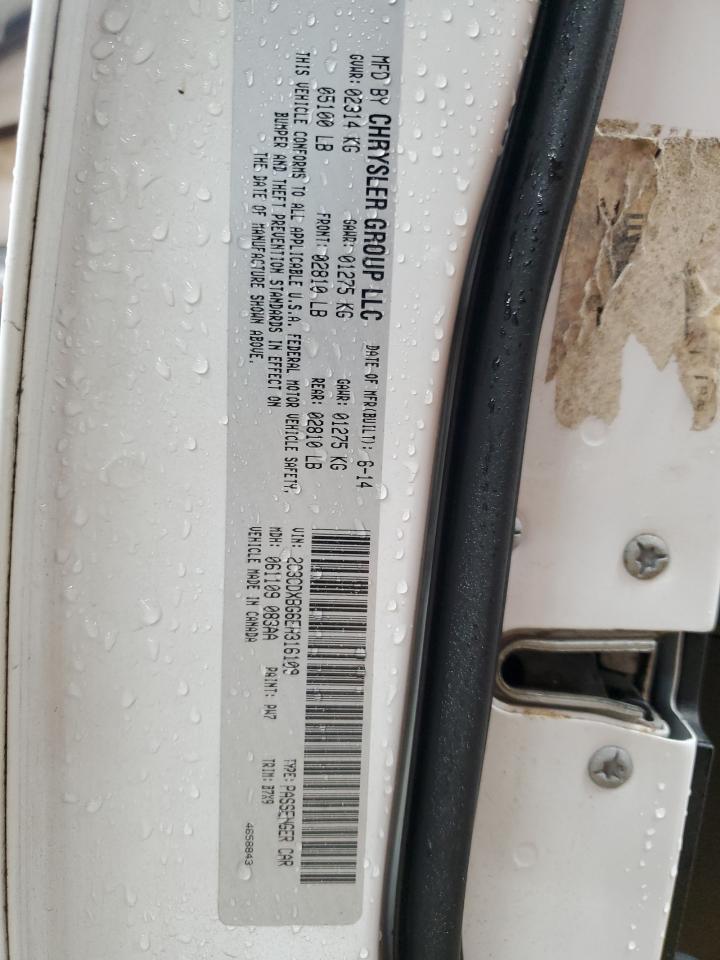 MFD BY CHRYSLER GROUP LLC DATE OF MFR(BUILT): 6-14
GVWR: 02314 KG GAWR: 01275 KG GAWR: 01275 KG
05100 LB FRONT: 02810 LB REAR: 02810 LB
THIS VEHICLE CONFORMS TO ALL APPLICABLE U.S.A. FEDERAL MOTOR VEHICLE SAFETY,
BUMPER AND THEFT PREVENTION STANDARDS IN EFFECT ON
THE DATE OF MANUFACTURE SHOWN ABOVE.
VIN: 2C3CDXBG6EH316109 TYPE: PASSENGER CAR
MDH: 061109 083AA PAINT: PW7 TRIM: B7X9
VEHICLE MADE IN CANADA 4658843